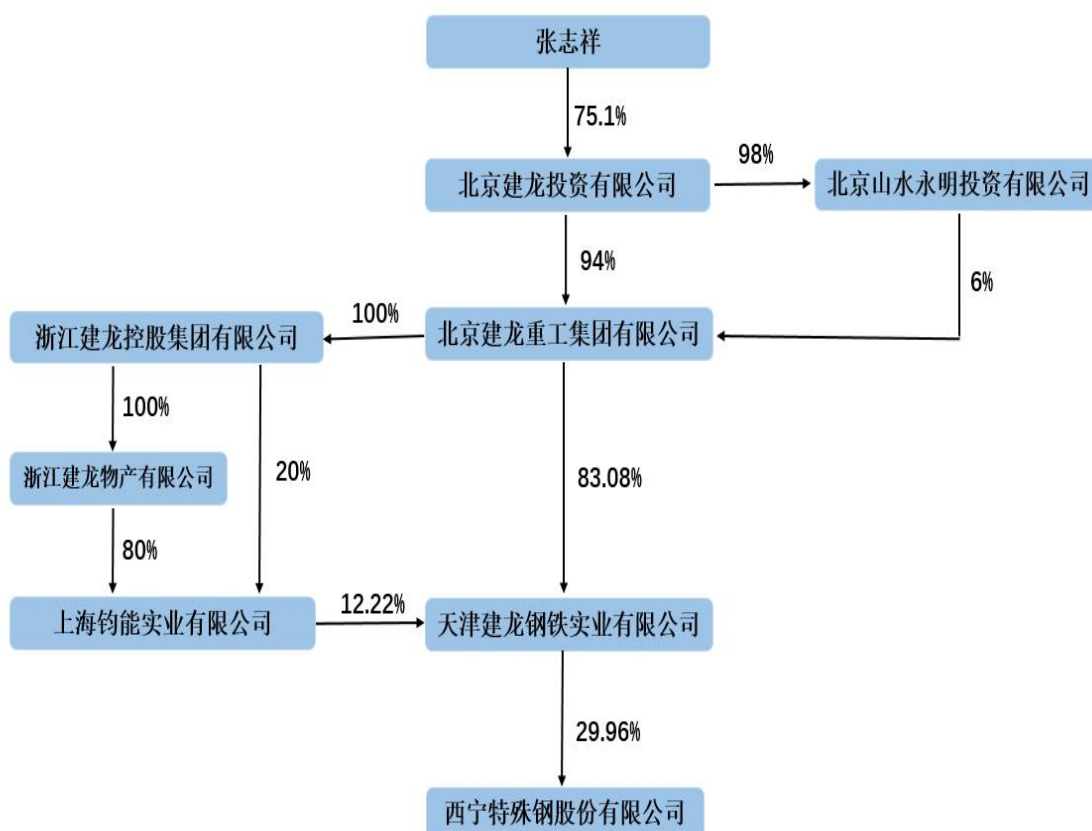 张志祥
75.1%
北京建龙投资有限公司
98%
北京山水永明投资有限公司
94%
6%
浙江建龙控股集团有限公司
100%
北京建龙重工集团有限公司
100%
浙江建龙物产有限公司
20%
83.08%
80%
上海钧能实业有限公司
12.22%
天津建龙钢铁实业有限公司
29.96%
西宁特殊钢股份有限公司